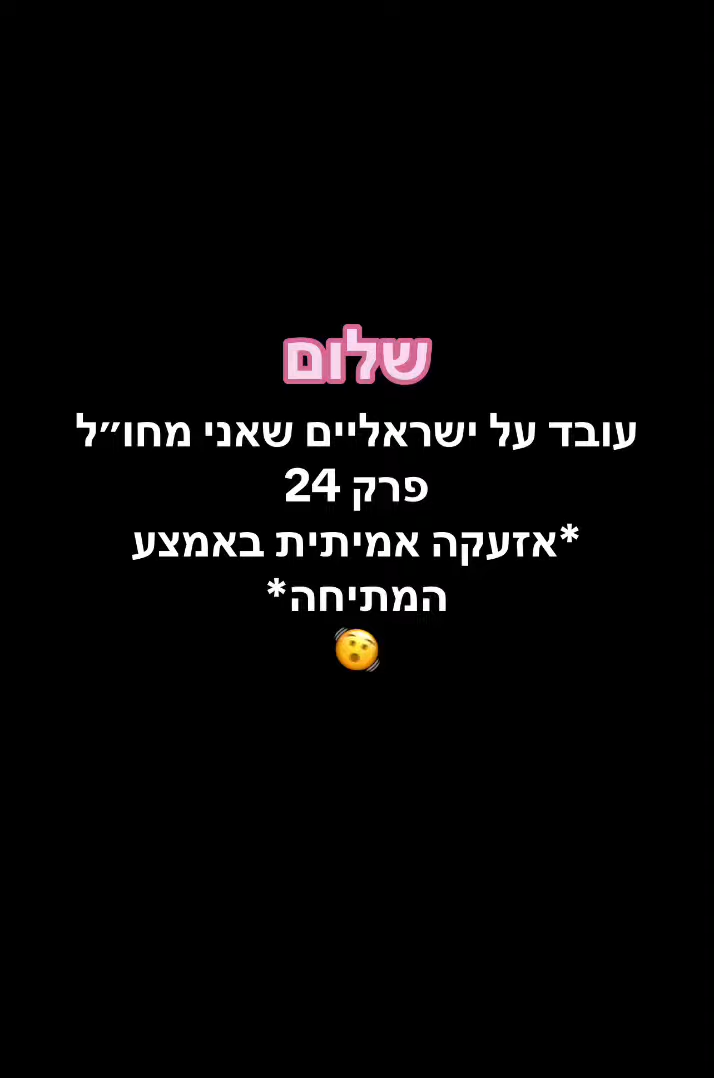 שלום
עובד על ישראליים שאני מחו״ל
פרק 24
*אזעקה אמיתית באמצע
המתיחה*
🫨